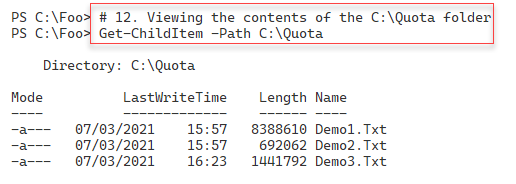 PS C:\Foo> # 12. Viewing the contents of the C:\Quota folder
PS C:\Foo> Get-ChildItem -Path C:\Quota
Directory: C:\Quota
Mode LastWriteTime Length Name
---- ------------- ------ ----
-a--- 07/03/2021 15:57 8388610 Demo1.Txt
-a--- 07/03/2021 15:57 692062 Demo2.Txt
-a--- 07/03/2021 16:23 1441792 Demo3.Txt